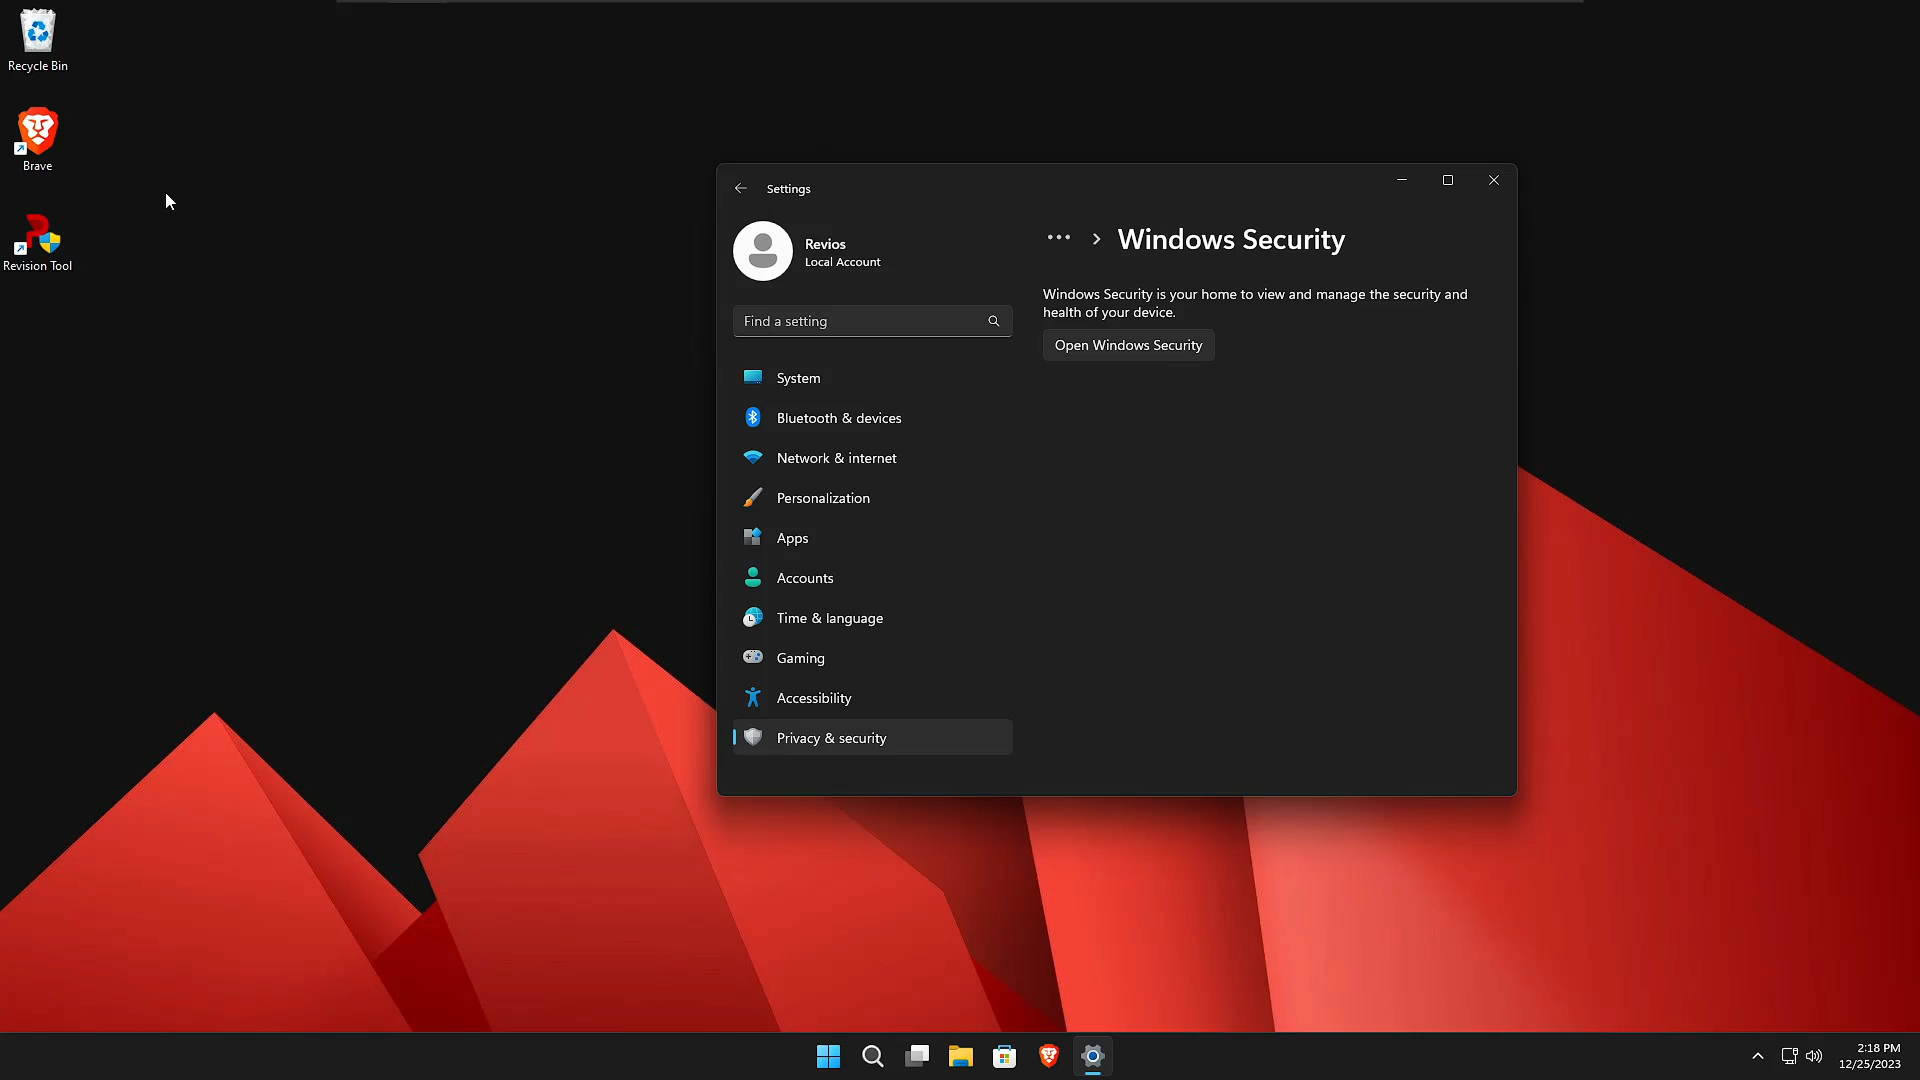 Recycle Bin
Brave
Revision Tool
Settings
Revios
Local Account
Find a setting
System
Bluetooth & devices
Network & internet
Personalization
Apps
Accounts
Time & language
Gaming
Accessibility
Privacy & security
Windows Security
Windows Security is your home to view and manage the security and
health of your device.
Open Windows Security
2:18 PM
12/25/2023